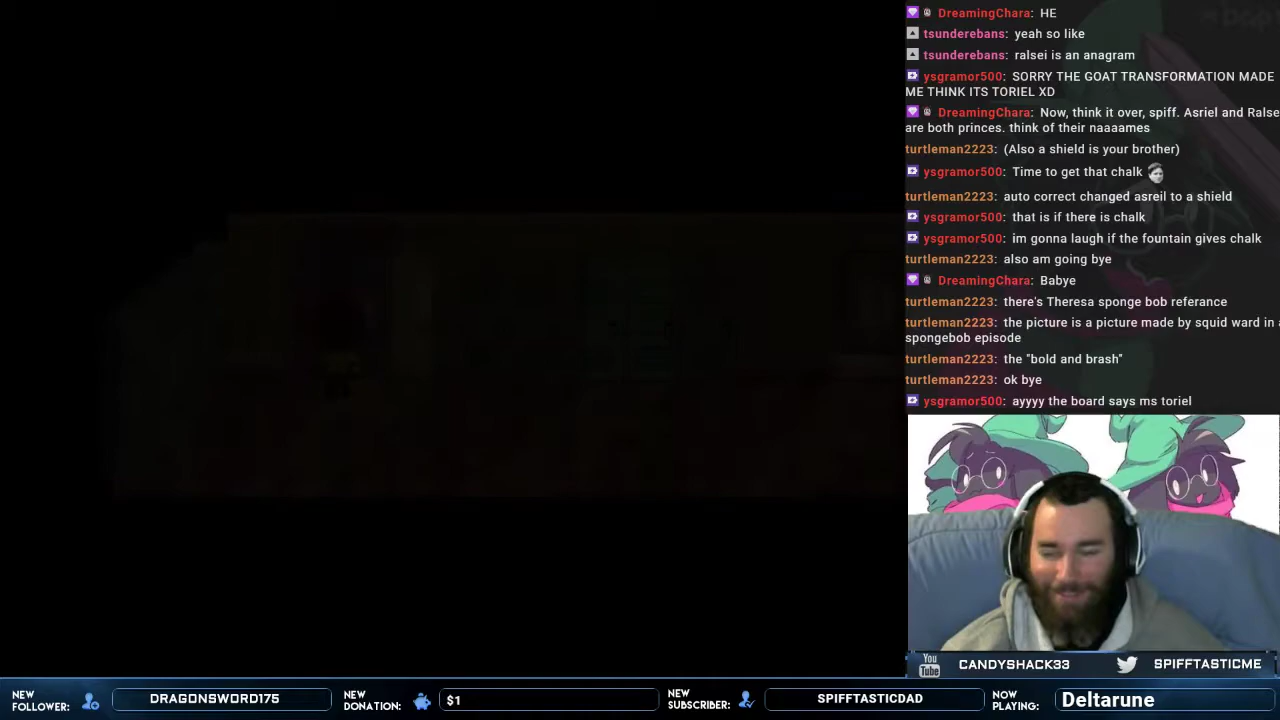 DreamingChara: HE
tsunderebans: yeah so like
tsunderebans: ralsei is an anagram
ysgramor500: SORRY THE GOAT TRANSFORMATION MADE
ME THINK ITS TORIEL XD
DreamingChara: Now, think it over, spiff. Asriel and Ralse
are both princes. think of their naaaames
turtleman2223: (Also a shield is your brother)
ysgramor500: Time to get that chalk
turtleman2223: auto correct changed asreil to a shield
ysgramor500: that is if there is chalk
ysgramor500: im gonna laugh if the fountain gives chalk
turtleman2223: also am going bye
DreamingChara: Babye
turtleman2223: there's Theresa sponge bob referance
turtleman2223: the picture is a picture made by squid ward in a
spongebob episode
turtleman2223: the "bold and brash"
turtleman2223: ok bye
ysgramor500: ayyyy the board says ms toriel
You Tube CANDYSHACK33 SPIFFTASTICME
NEW FOLLOWER: DRAGONSWORD175 NEW DONATION: $1 NEW SUBSCRIBER: SPIFFTASTICDAD NOW PLAYING: Deltarune